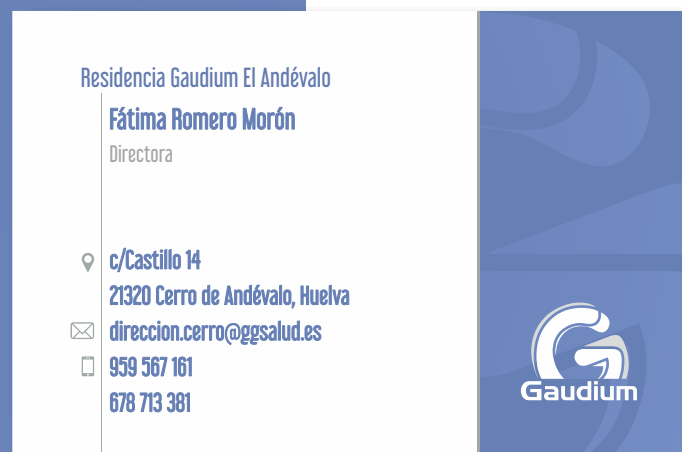 Residencia Gaudium El Andévalo
Fátima Romero Morón
Directora
c/Castillo 14
21320 Cerro de Andévalo, Huelva
direccion.cerro@ggsalud.es
959 567 161
678 713 381
Gaudium